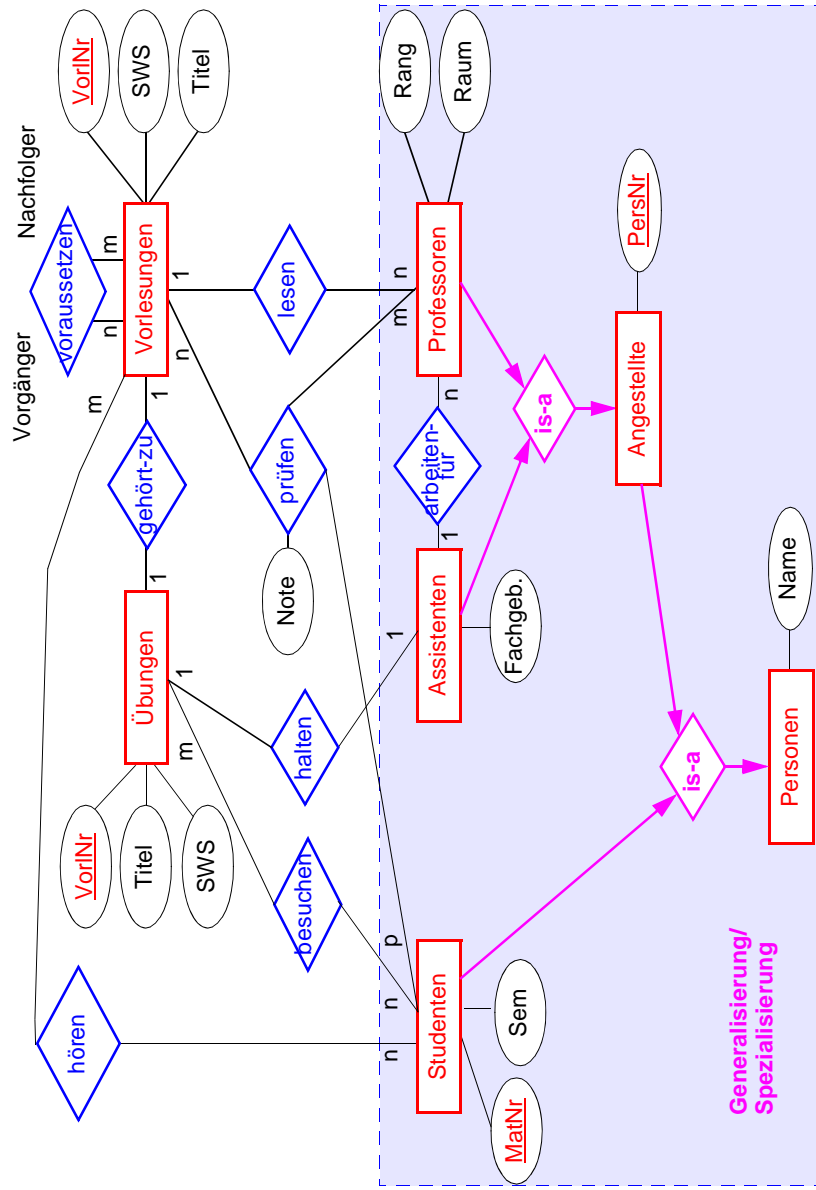 Vorgänger
Nachfolger
hören
VorlNr
voraussetzen
VorlNr
m
n
m
Titel
Übungen
gehört-zu
Vorlesungen
SWS
1
1
m
1
n
1
SWS
Titel
besuchen
halten
Note
prüfen
lesen
n
n
p
1
m
n
Studenten
Assistenten
1
arbeiten-
für
n
Professoren
Rang
Raum
MatNr
Sem
Fachgeb.
is-a
Angestellte
PersNr
is-a
Generalisierung/
Spezialisierung
Personen
Name